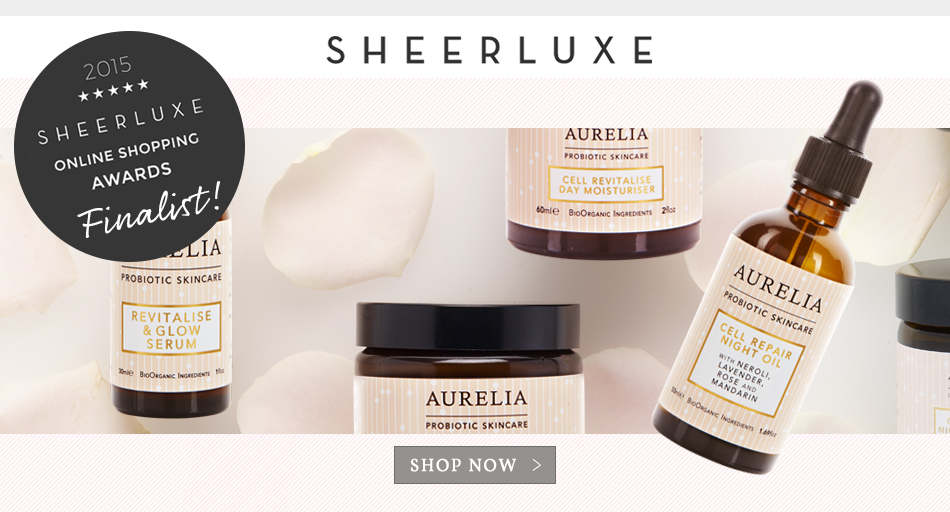 SHEERLUXE
2015
SHEERLUXE
ONLINE SHOPPING
AWARDS
Finalist!
PROBIOTIC SKINCARE
REVITALISE
& GLOW
SERUM
30ml℮ BIOORGANIC INGREDIENTS 1floz
AURELIA
PROBIOTIC SKINCARE
CELL REVITALISE
DAY MOISTURISER
60ml℮ BIOORGANIC INGREDIENTS 2floz
AURELIA
PROBIOTIC SKINCARE
AURELIA
PROBIOTIC SKINCARE
CELL REPAIR
NIGHT OIL
WITH NEROLI,
LAVENDER,
ROSE AND
MANDARIN
50ml℮ BIOORGANIC INGREDIENTS 1.69floz
SHOP NOW >